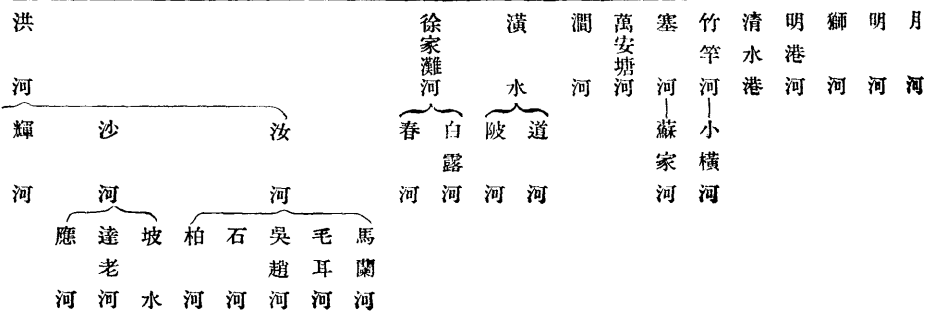 月河
明河
獅河
明港河
清水港
竹竿河
小橫河
塞河
蘇家河
萬安塘河
澗河
潢水
道河
陂河
徐家灘河
白露河
春河
洪河
汝河
馬蘭河
毛耳河
吳趙河
石河
柏河
沙河
坡水
達老河
應河
輝河